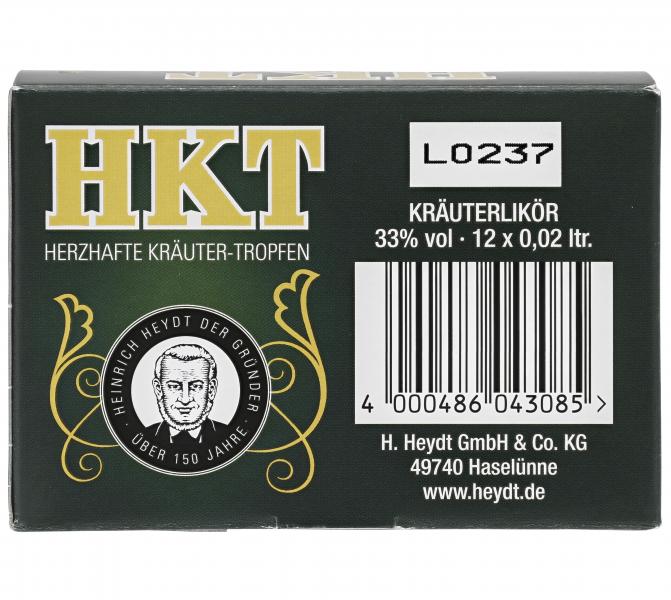 HKT
HERZHAFTE KRÄUTER-TROPFEN
HEINRICH HEYDT DER GRÜNDER
· ÜBER 150 JAHRE ·
L0237
KRÄUTERLIKÖR
33% vol · 12 x 0,02 ltr.
4 000486 043085 >
H. Heydt GmbH & Co. KG
49740 Haselünne
www.heydt.de